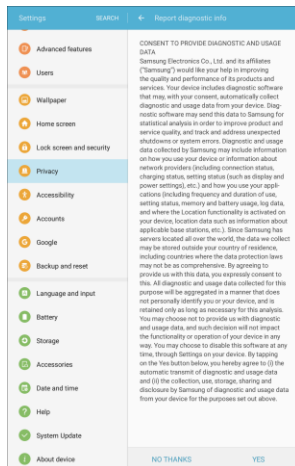 Settings
SEARCH
Report diagnostic info
Advanced features
Users
Wallpaper
Home screen
Lock screen and security
Privacy
Accessibility
Accounts
Google
Backup and reset
Language and input
Battery
Storage
Accessories
Date and time
Help
System Update
About device
CONSENT TO PROVIDE DIAGNOSTIC AND USAGE
DATA
Samsung Electronics Co., Ltd. and its affiliates
("Samsung") would like your help in improving
the quality and performance of its products and
services. Your device includes diagnostic software
that may, with your consent, automatically collect
diagnostic and usage data from your device. Diag-
nostic software may send this data to Samsung for
statistical analysis in order to improve product and
service quality, and track and address unexpected
shutdowns or system errors. Diagnostic and usage
data collected by Samsung may include information
on how you use your device or information about
network providers (including connection status,
charging status, setting status (such as display and
power settings), etc.) and how you use your appli-
cations (including frequency and duration of use,
setting status, memory and battery usage, log data,
and where the Location functionality is activated on
your device, location data such as information about
applicable base stations, etc.). Since Samsung has
servers located all over the world, the data we collect
may be stored outside your country of residence,
including countries where the data protection laws
may not be as comprehensive. By agreeing to
provide us with this data, you expressly consent to
this. All diagnostic and usage data collected for this
purpose will be aggregated in a manner that does
not personally identify you or your device, and is
retained only as long as necessary for this analysis.
You may choose not to provide us with diagnostic
and usage data, and such decision will not impact
the functionality or operation of your device in any
way. You may choose to disable this software at any
time, through Settings on your device. By tapping
on the Yes button below, you hereby agree to (i) the
automatic transmit of diagnostic and usage data
and (ii) the collection, use, storage, sharing and
disclosure by Samsung of diagnostic and usage data
from your device for the purposes set out above.
NO THANKS
YES